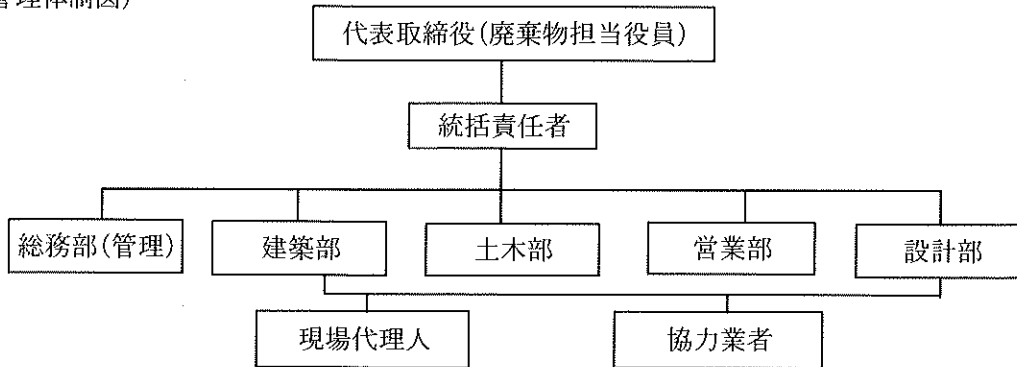 管理体制図)
代表取締役(廃棄物担当役員)
統括責任者
総務部(管理)
建築部
土木部
営業部
設計部
現場代理人
協力業者